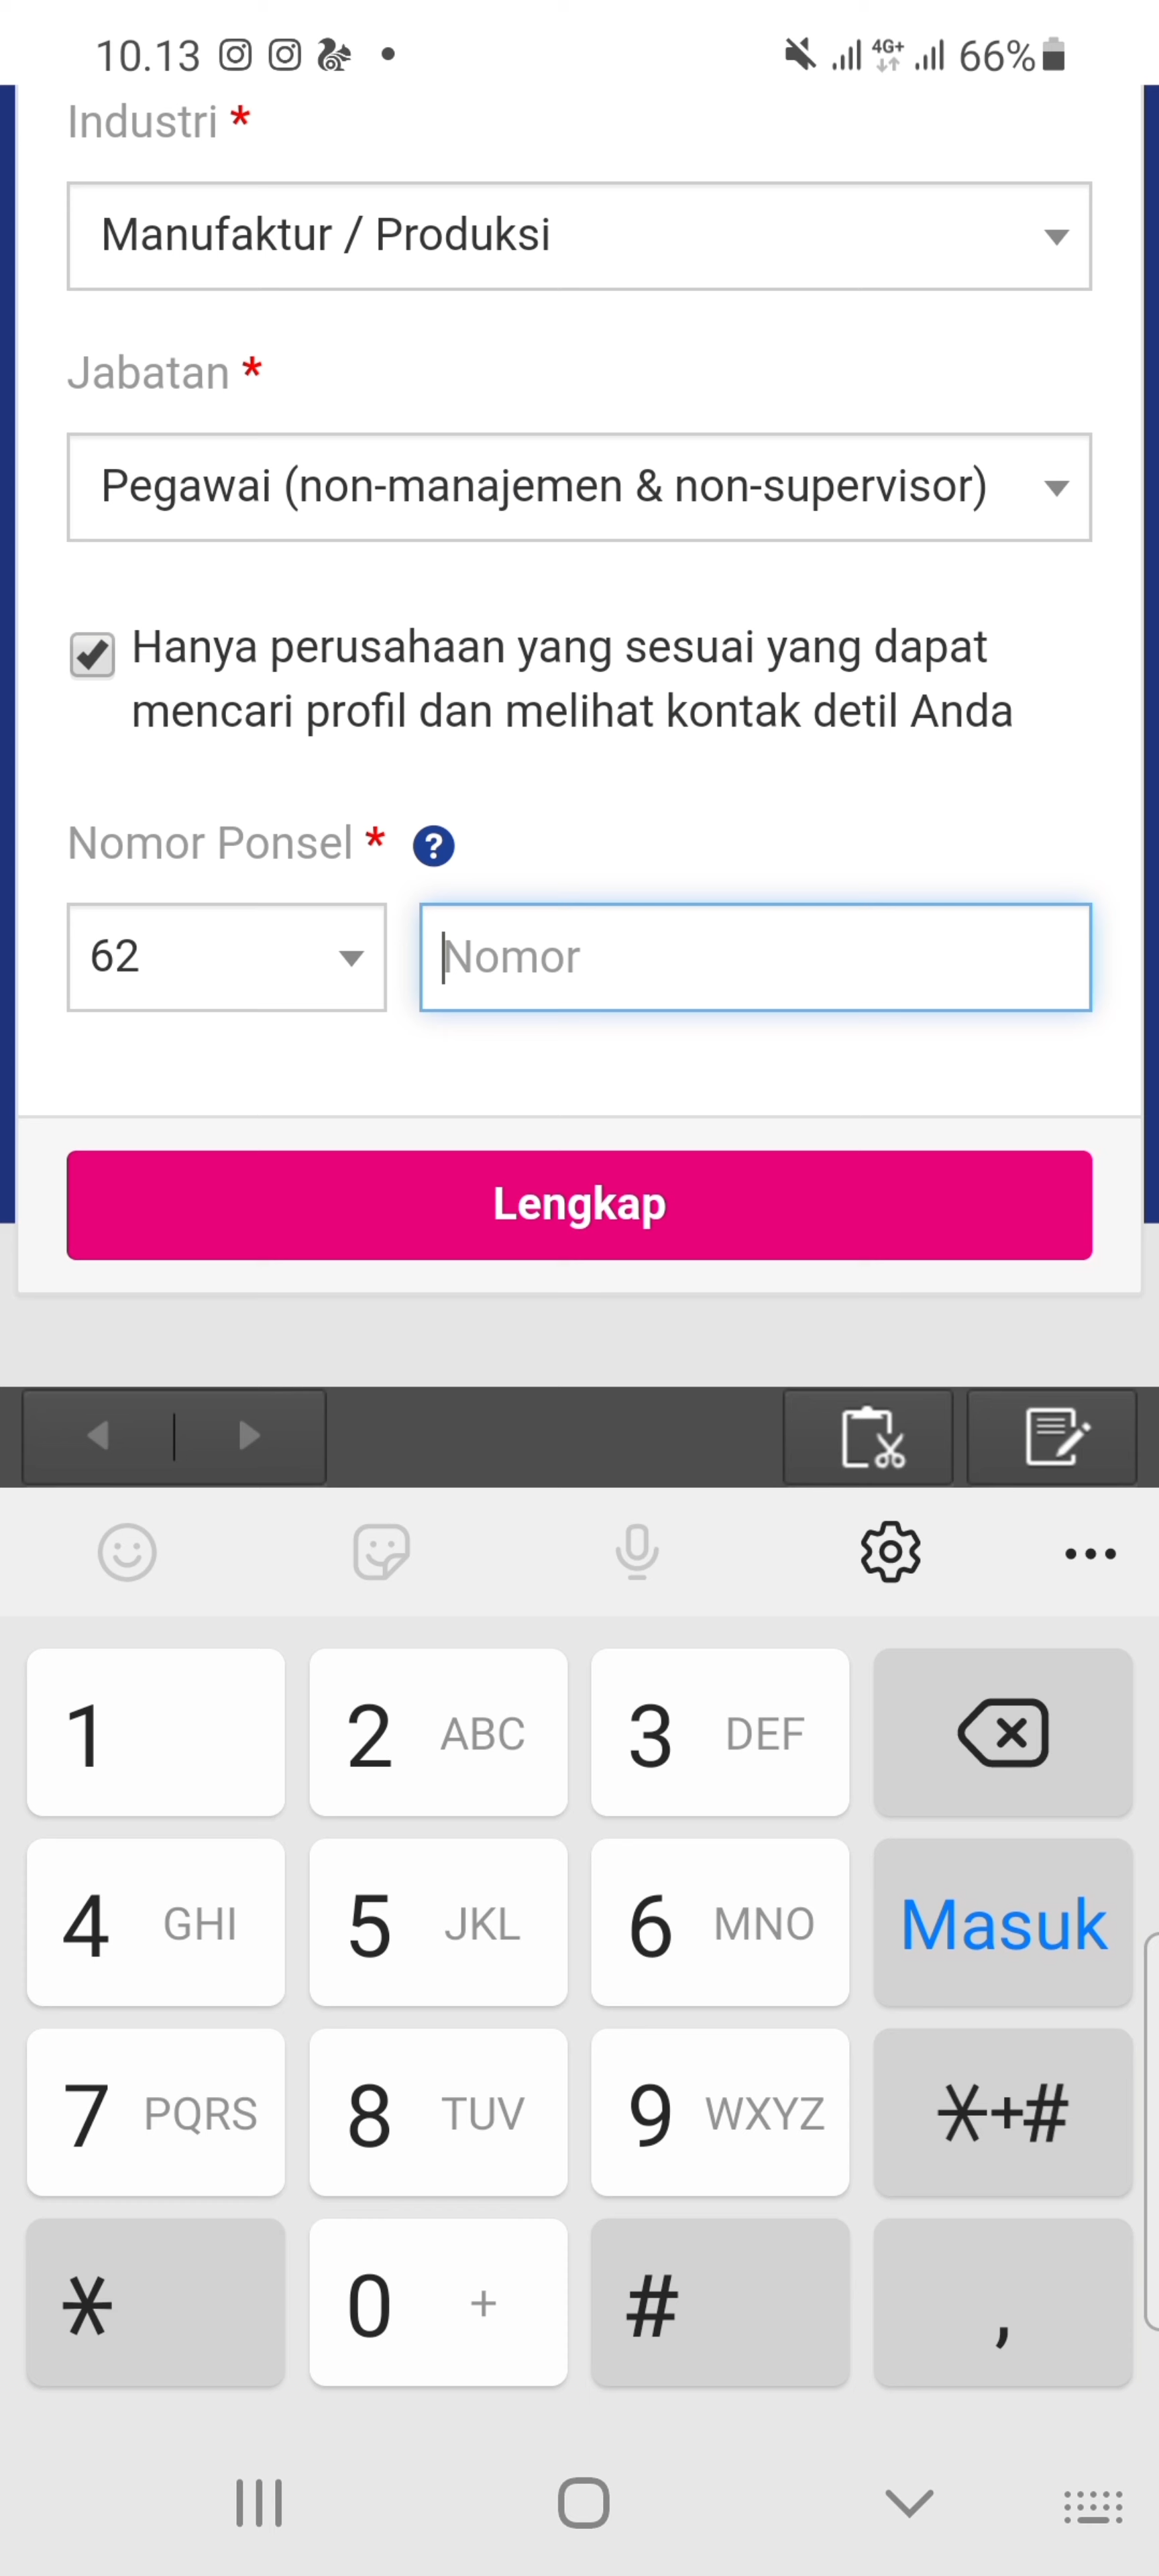 10.13 4G+ 66%
Industri *
Manufaktur / Produksi
Jabatan *
Pegawai (non-manajemen & non-supervisor)
Hanya perusahaan yang sesuai yang dapat
mencari profil dan melihat kontak detil Anda
Nomor Ponsel * ?
62 Nomor
Lengkap
1 2 ABC 3 DEF
4 GHI 5 JKL 6 MNO Masuk
7 PQRS 8 TUV 9 WXYZ *+#
* 0 + # ,